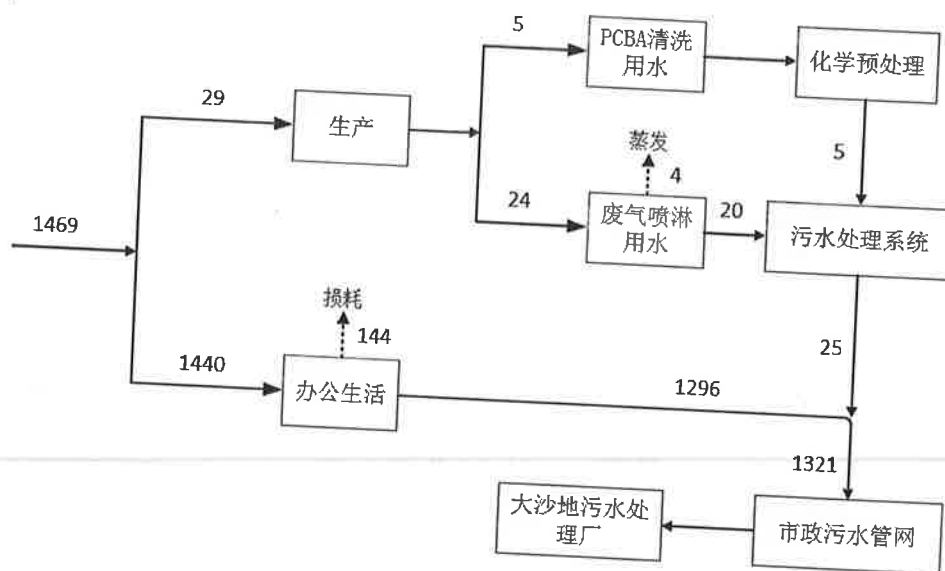 5
PCBA清洗
用水
化学预处理
29
生产
蒸发
4
5
1469
24
废气喷淋
用水
20
污水处理系统
损耗
144
25
1440
办公生活
1296
1321
大沙地污水处
理厂
市政污水管网